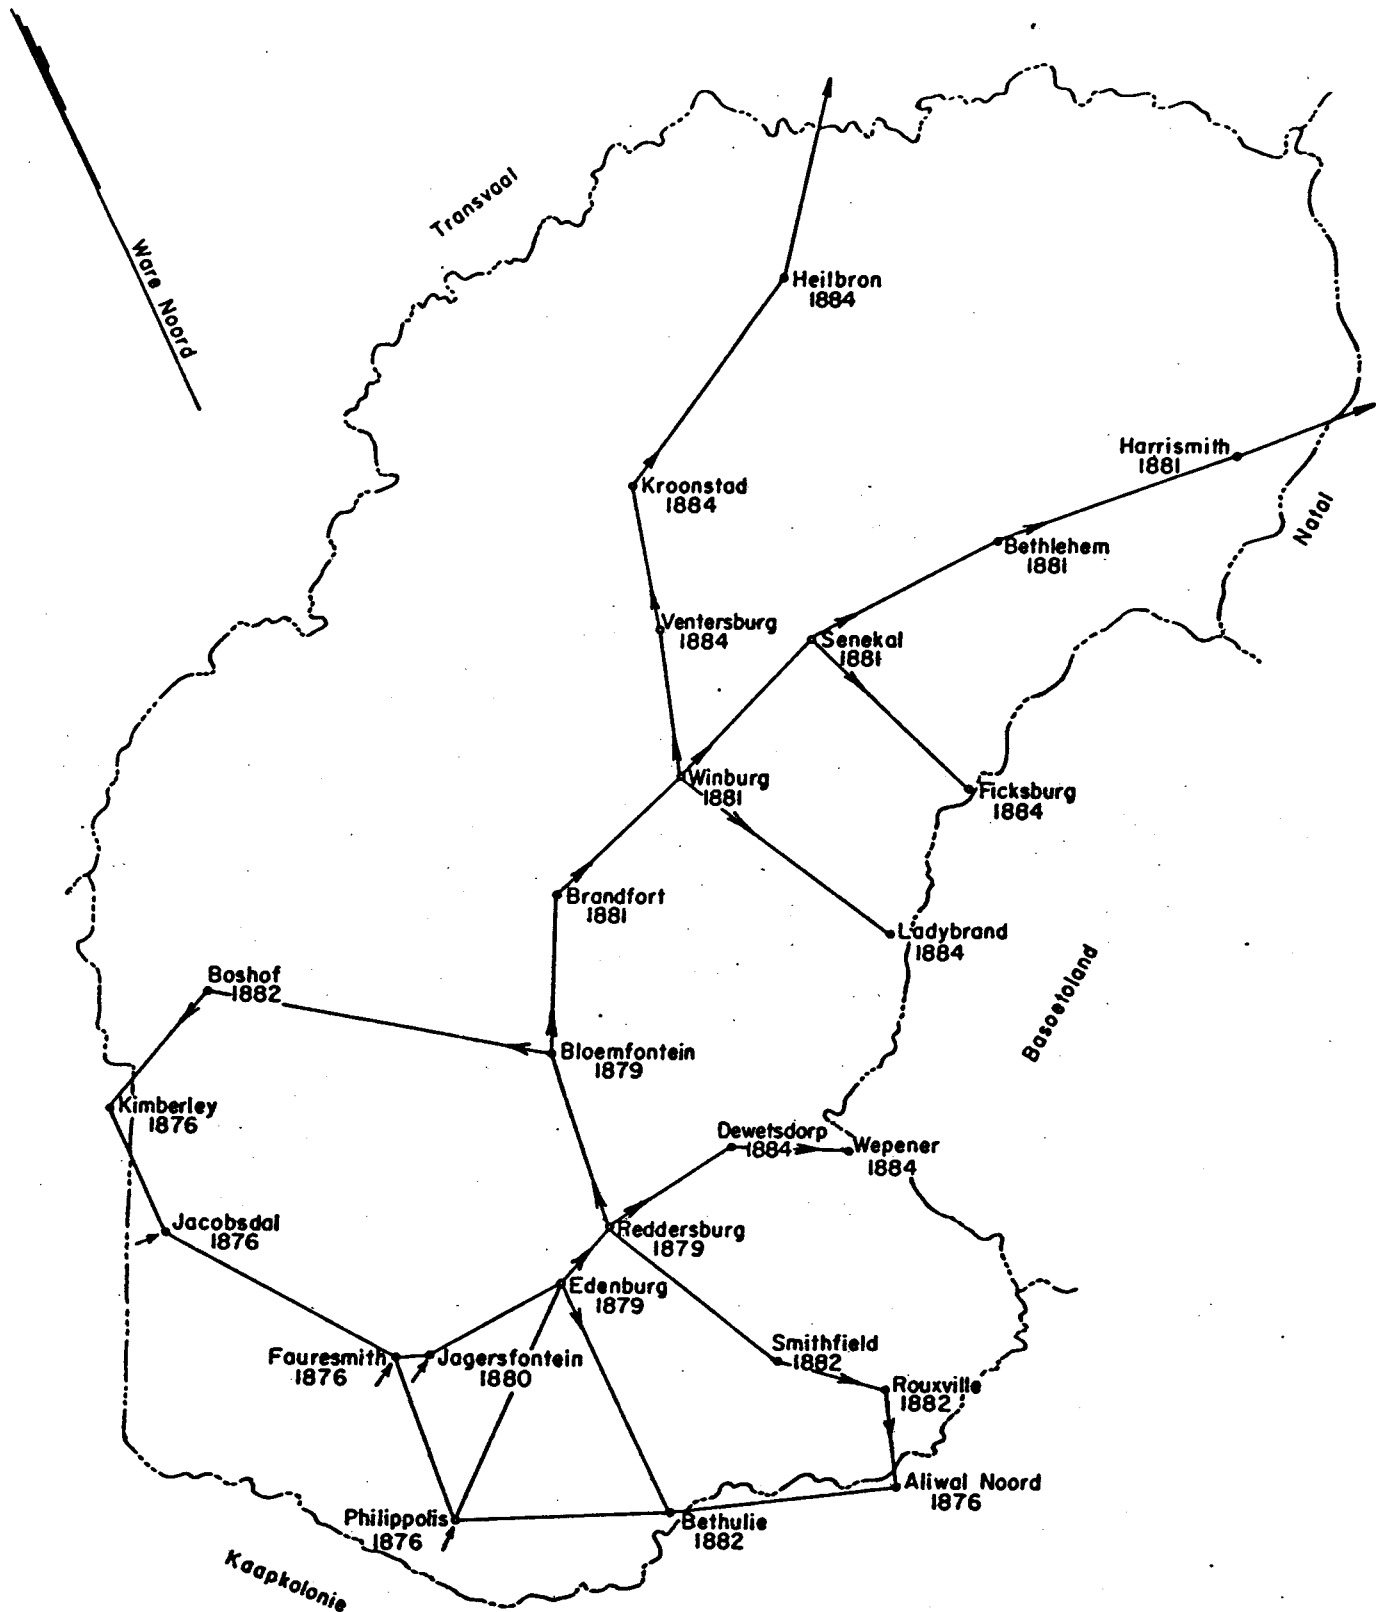 Transvaal
Ware Noord
Heilbron
1884
Harrismith
1881
Kroonstad
1884
Natal
Bethlehem
1881
Ventersburg
1884
Senekal
1881
Winburg
1881
Ficksburg
1884
Brandfort
1881
Ladybrand
1884
Boshof
1882
Basoetoland
Bloemfontein
1879
Kimberley
1876
Dewetsdorp
1884
Wepener
1884
Jacobsdal
1876
Reddersburg
1879
Edenburg
1879
Smithfield
1882
Fauresmith
1876
Jagersfontein
1880
Rouxville
1882
Aliwal Noord
1876
Philippolis
1876
Bethulie
1882
Kaapkolonie